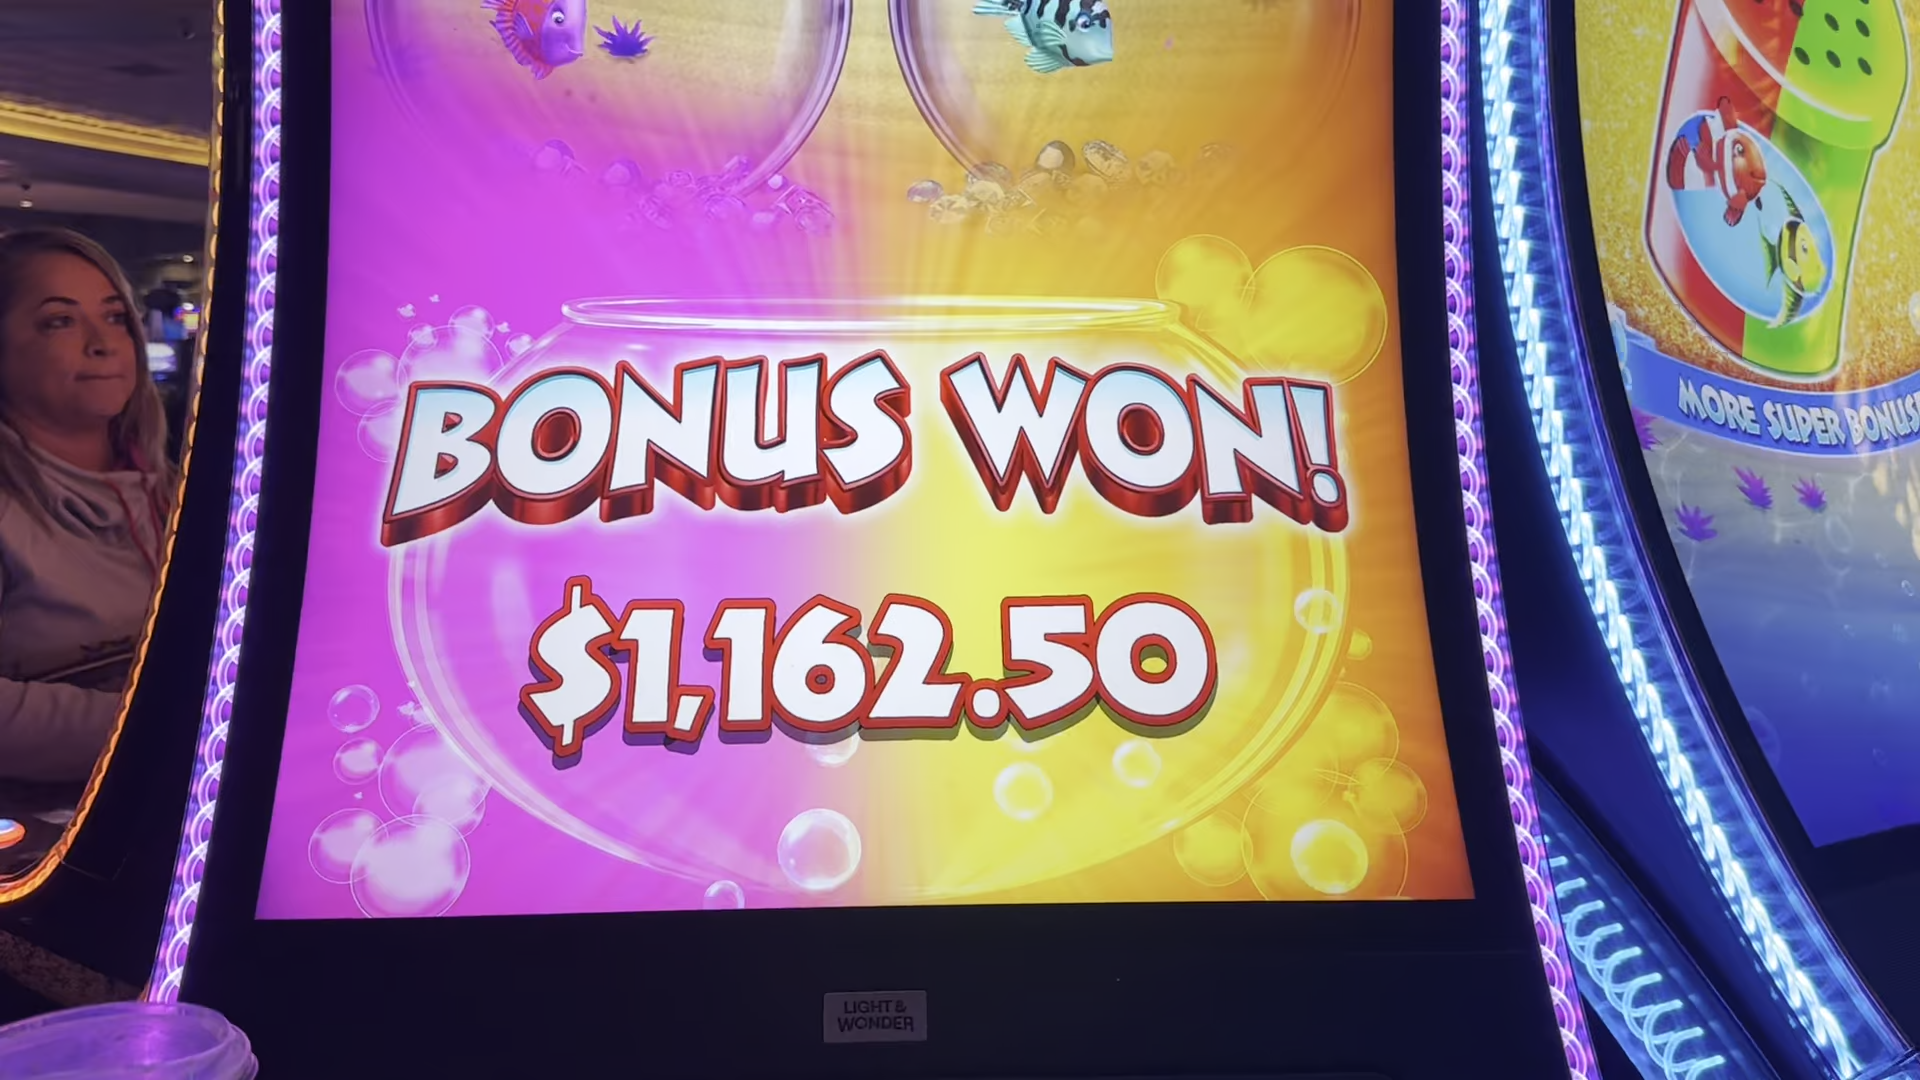 BONUS WON!
$1,162.50
MORE SUPER BONUS
LIGHT &
WONDER